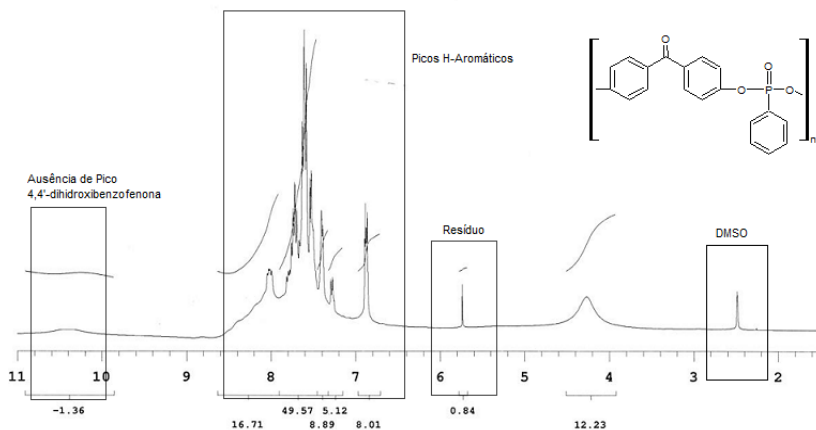 Picos H-Aromáticos
O
O
O
P
O
n
Ausência de Pico
4,4'-dihidroxibenzofenona
Resíduo
DMSO
11 10 9 8 7 6 5 4 3 2
-1.36 49.57 5.12 0.84
16.71 8.89 8.01 12.23